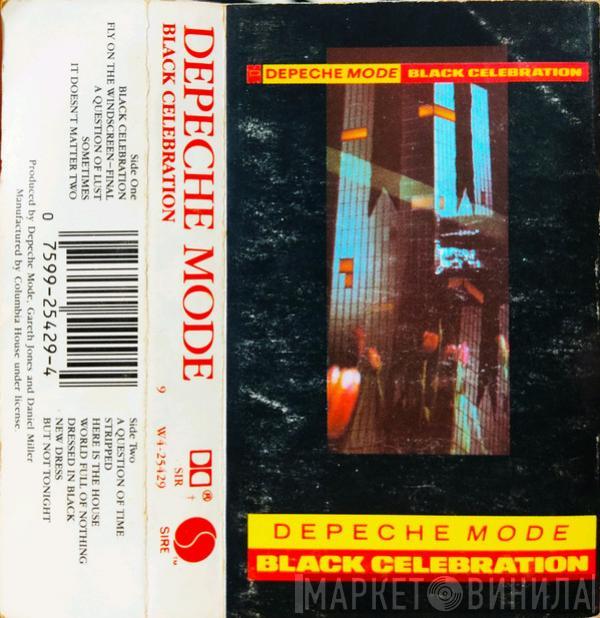 Side One
BLACK CELEBRATION
FLY ON THE WINDSCREEN–FINAL
A QUESTION OF LUST
SOMETIMES
IT DOESN'T MATTER TWO
Side Two
A QUESTION OF TIME
STRIPPED
HERE IS THE HOUSE
WORLD FULL OF NOTHING
DRESSED IN BLACK
NEW DRESS
BUT NOT TONIGHT
0 7599-25429-4
Produced by Depeche Mode, Gareth Jones and Daniel Miller
Manufactured by Columbia House under license.
DEPECHE MODE
BLACK CELEBRATION
9 W4-25429
SIR †
SIRE™
DEPECHE MODE BLACK CELEBRATION
DEPECHE MODE
BLACK CELEBRATION
МАРКЕТ ВИНИЛА